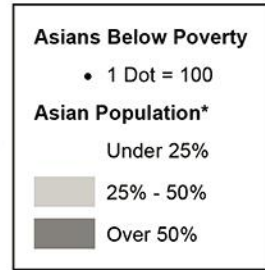 Asians Below Poverty
• 1 Dot = 100
Asian Population*
Under 25%
25% - 50%
Over 50%